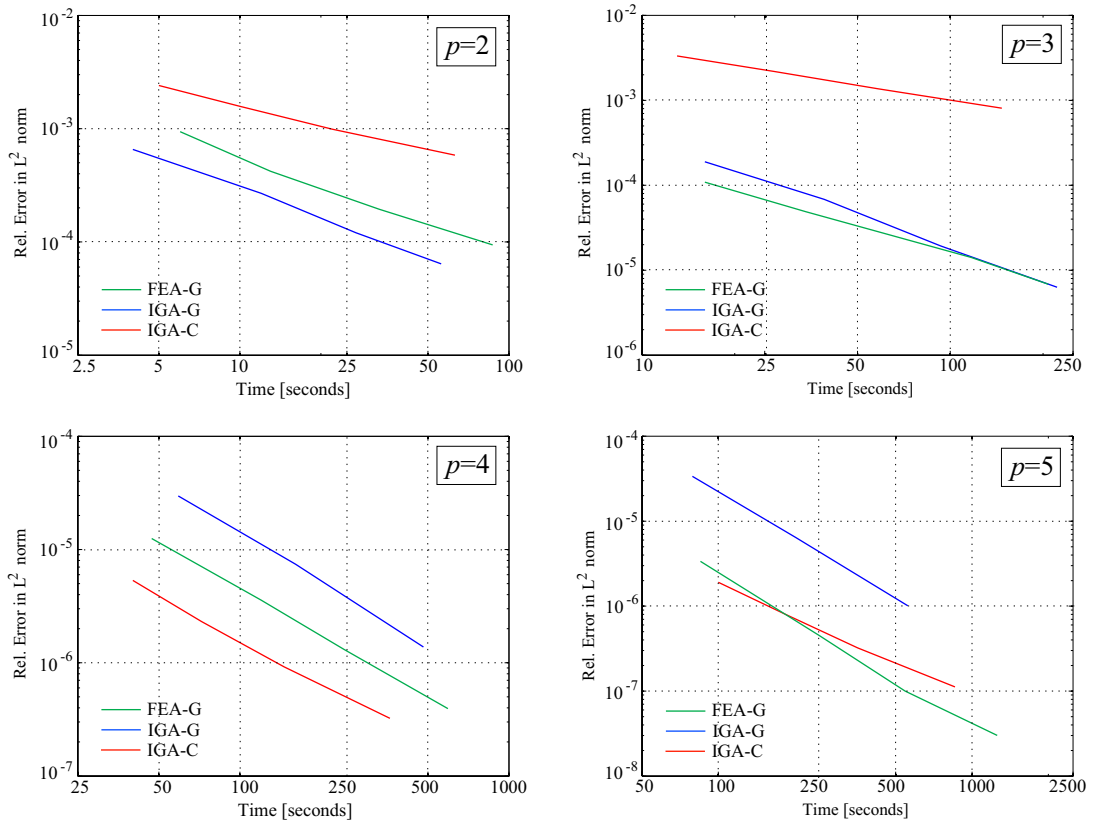 p=2
10-2
10-3
10-4
10-5
Rel. Error in L2 norm
FEA-G
IGA-G
IGA-C
2.5 5 10 25 50 100
Time [seconds]
p=3
10-2
10-3
10-4
10-5
10-6
Rel. Error in L2 norm
FEA-G
IGA-G
IGA-C
10 25 50 100 250
Time [seconds]
p=4
10-4
10-5
10-6
10-7
Rel. Error in L2 norm
FEA-G
IGA-G
IGA-C
25 50 100 250 500 1000
Time [seconds]
p=5
10-4
10-5
10-6
10-7
10-8
Rel. Error in L2 norm
FEA-G
IGA-G
IGA-C
50 100 250 500 1000 2500
Time [seconds]